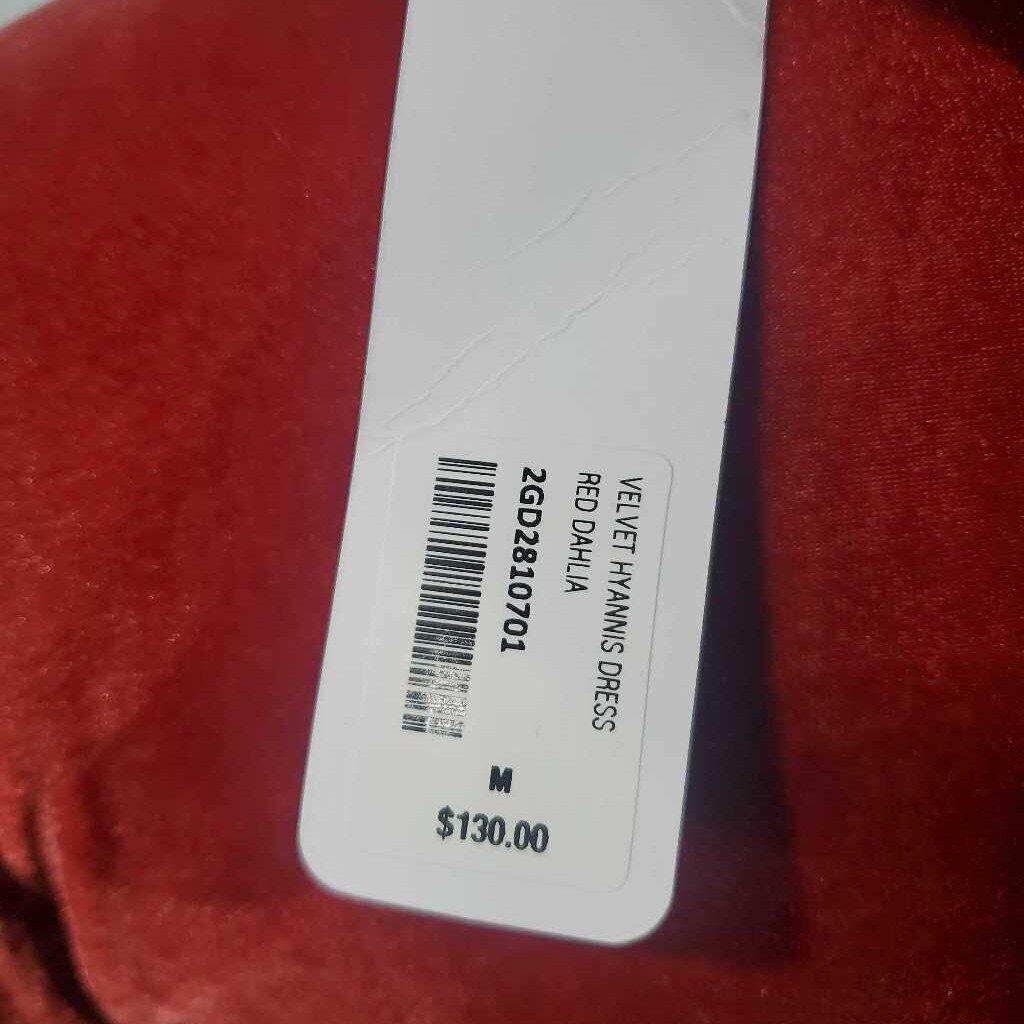 VELVET HYANNIS DRESS
RED DAHLIA
2GD2810701
M
$130.00